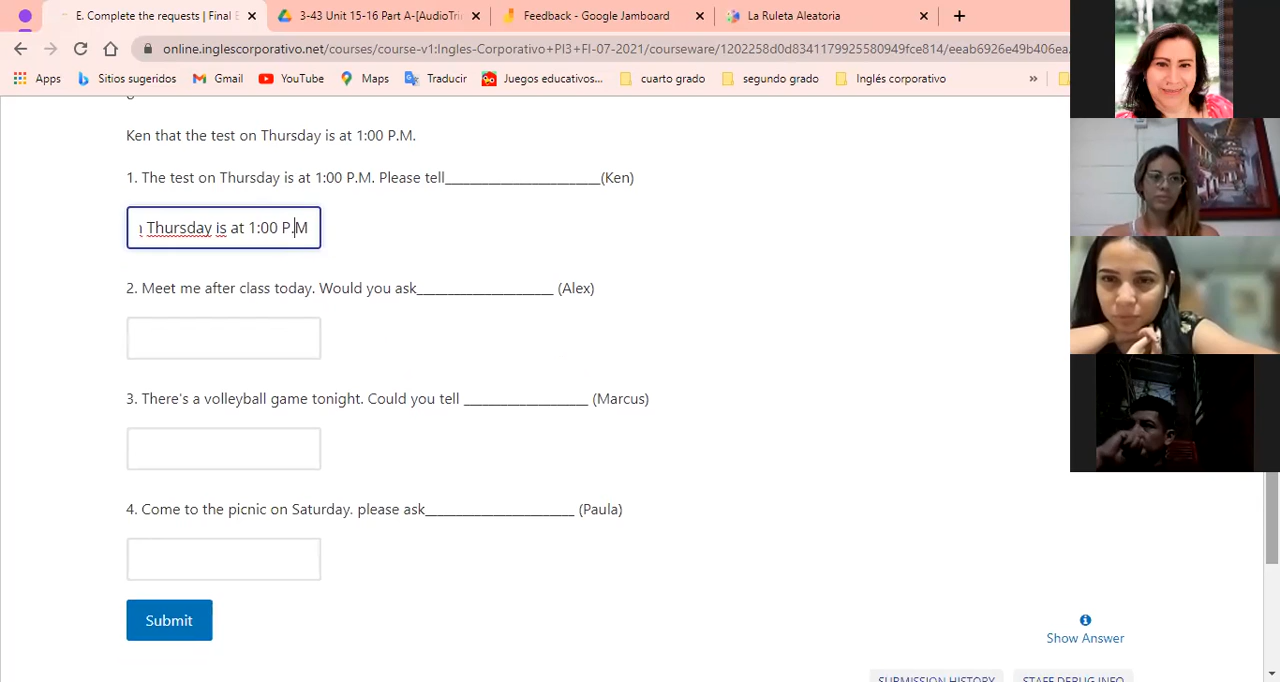 E. Complete the requests | Final E
3-43 Unit 15-16 Part A-[AudioTri
Feedback - Google Jamboard
La Ruleta Aleatoria
online.inglescorporativo.net/courses/course-v1:Ingles-Corporativo+PI3+FI-07-2021/courseware/1202258d0d8341179925580949fce814/eeab6926e49b406ea
Apps Sitios sugeridos Gmail YouTube Maps Traducir Juegos educativos... cuarto grado segundo grado Inglés corporativo »
Ken that the test on Thursday is at 1:00 P.M.
1. The test on Thursday is at 1:00 P.M. Please tell______________________(Ken)
Thursday is at 1:00 P.M
2. Meet me after class today. Would you ask___________________ (Alex)
3. There's a volleyball game tonight. Could you tell _________________ (Marcus)
4. Come to the picnic on Saturday. please ask_____________________ (Paula)
Submit
Show Answer
SUBMISSION HISTORY STAFF DEBUG INFO